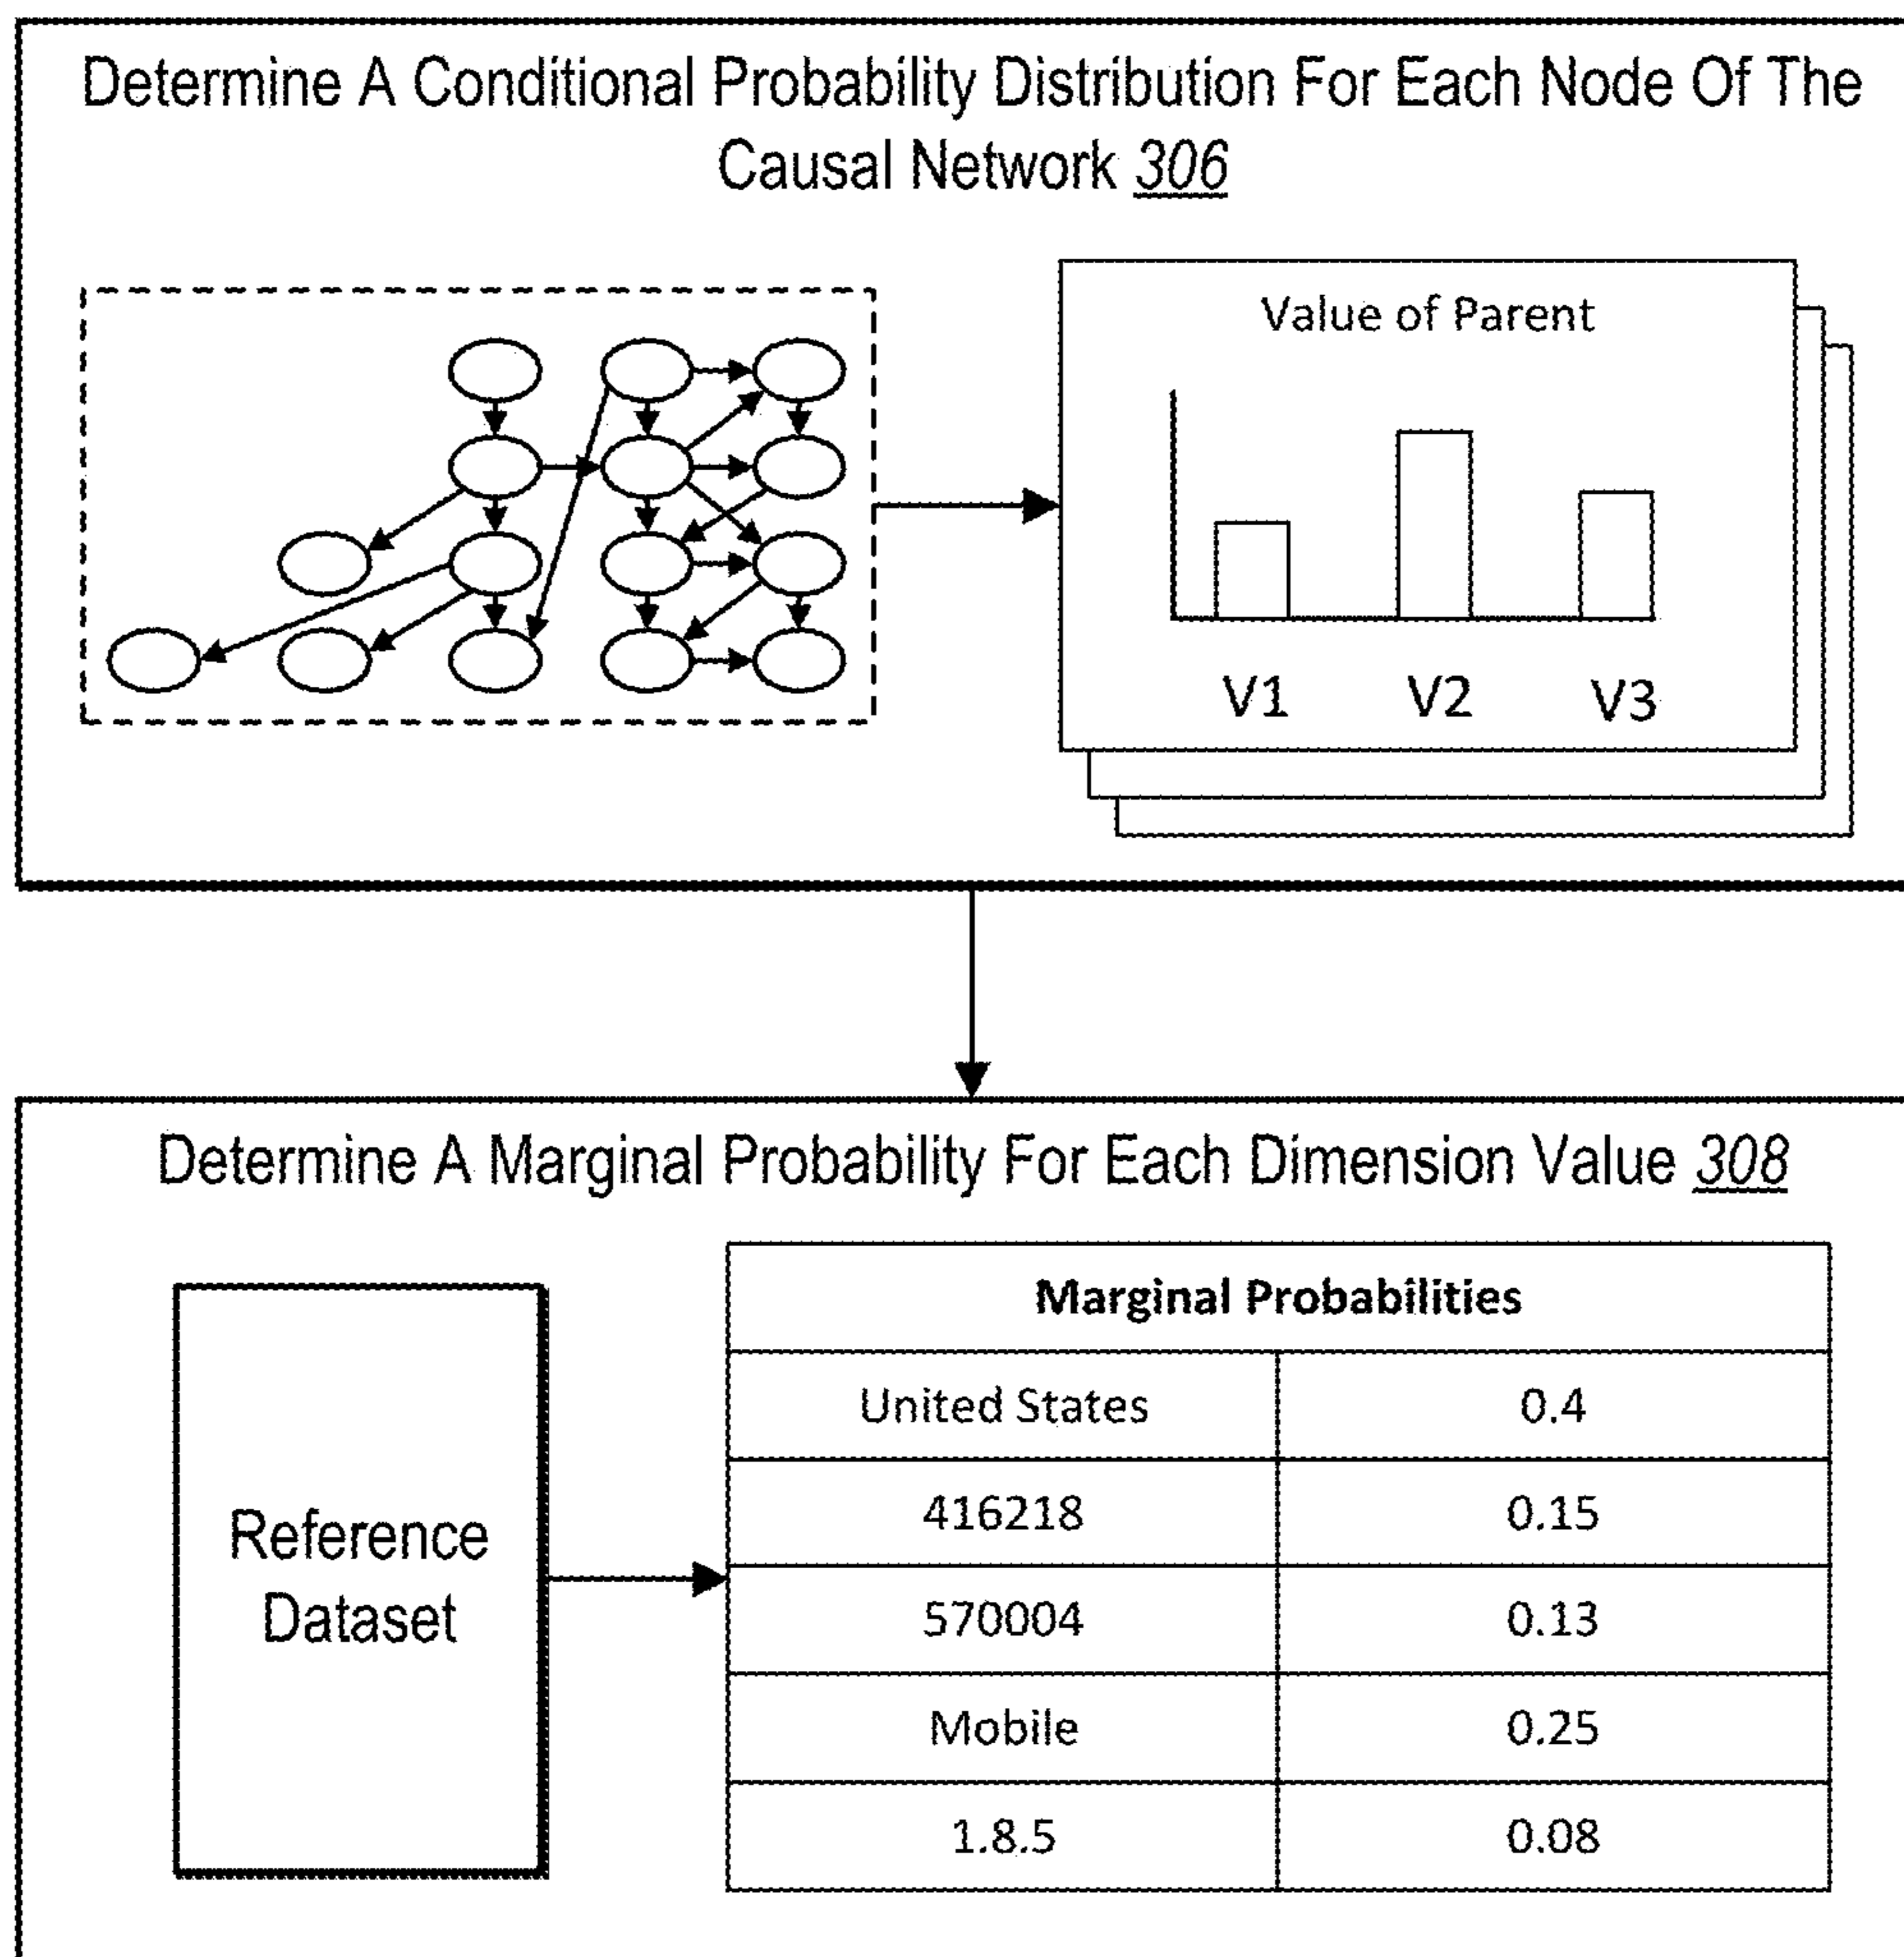 Determine A Conditional Probability Distribution For Each Node Of The
Causal Network 306
Value of Parent
V1 V2 V3
Determine A Marginal Probability For Each Dimension Value 308
Reference
Dataset
Marginal Probabilities
United States 0.4
416218 0.15
570004 0.13
Mobile 0.25
1.8.5 0.08